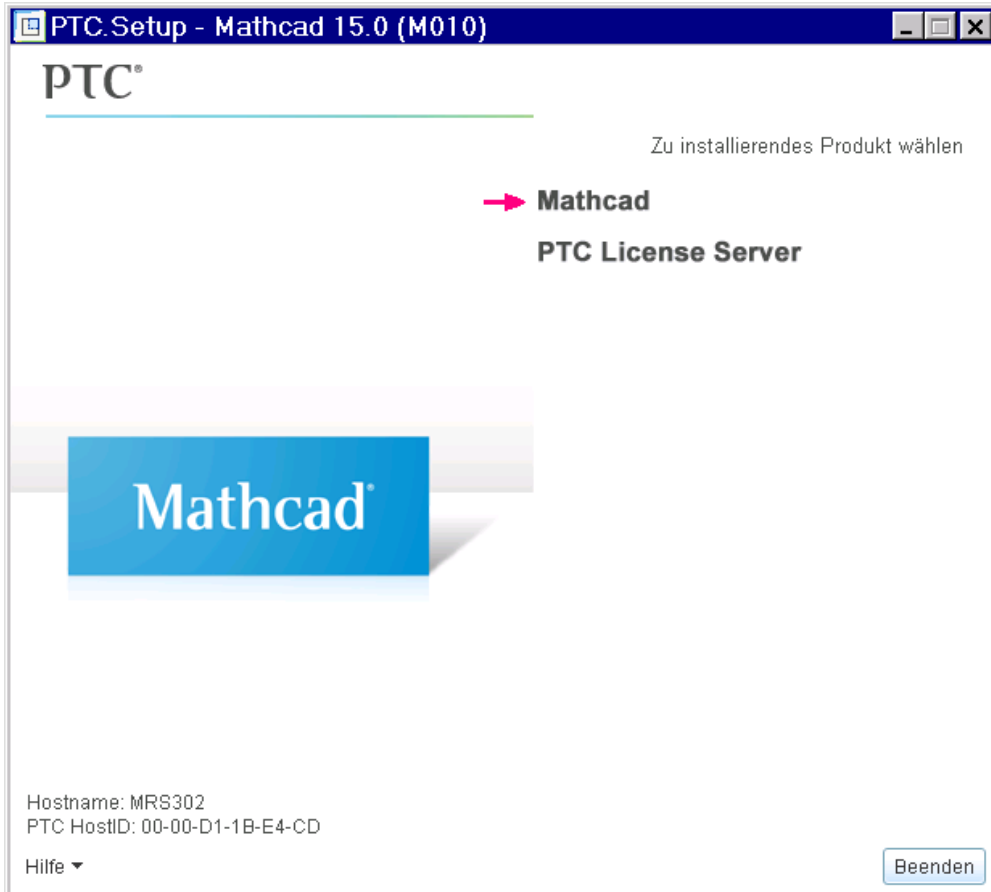 PTC.Setup - Mathcad 15.0 (M010)
PTC®
Zu installierendes Produkt wählen
Mathcad
PTC License Server
Mathcad®
Hostname: MRS302
PTC HostID: 00-00-D1-1B-E4-CD
Hilfe
Beenden